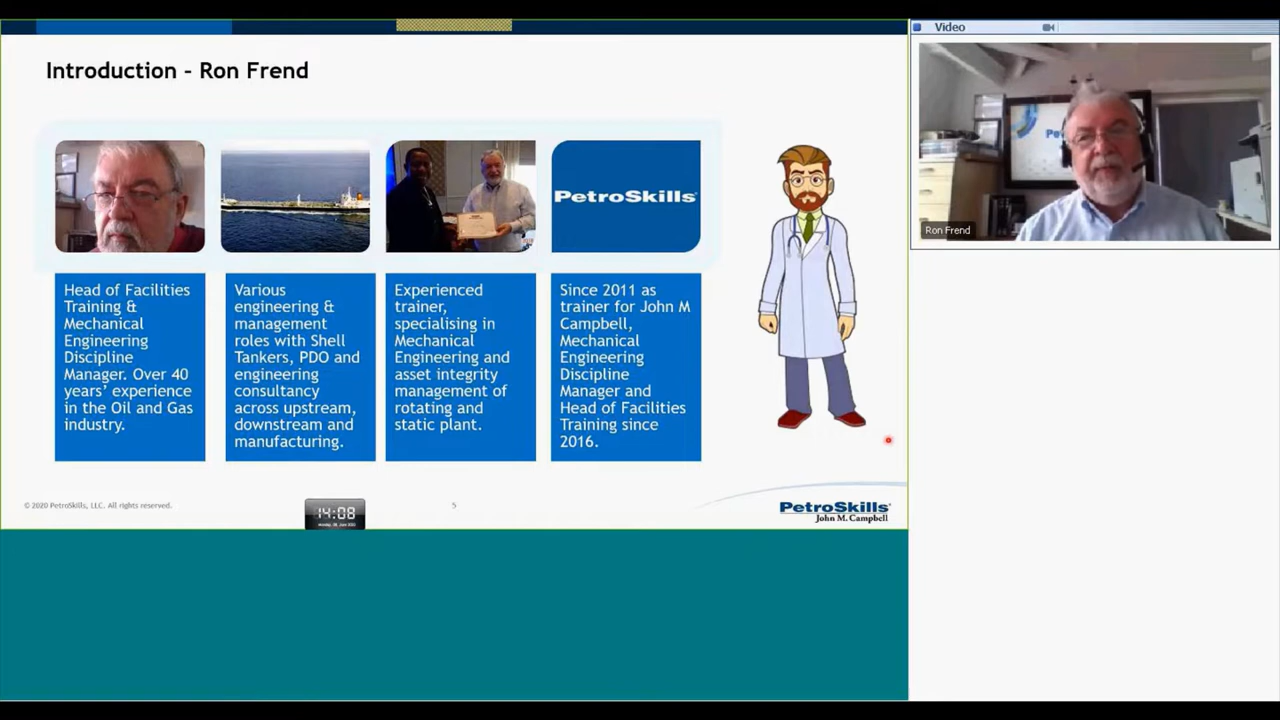 Introduction - Ron Frend
PetroSkills
Head of Facilities
Training &
Mechanical
Engineering
Discipline
Manager. Over 40
years’ experience
in the Oil and Gas
industry.
Various
engineering &
management
roles with Shell
Tankers, PDO and
engineering
consultancy
across upstream,
downstream and
manufacturing.
Experienced
trainer,
specialising in
Mechanical
Engineering and
asset integrity
management of
rotating and
static plant.
Since 2011 as
trainer for John M
Campbell,
Mechanical
Engineering
Discipline
Manager and
Head of Facilities
Training since
2016.
© 2020 PetroSkills, LLC. All rights reserved.
14:08
5
PetroSkills
John M. Campbell
Video
Ron Frend